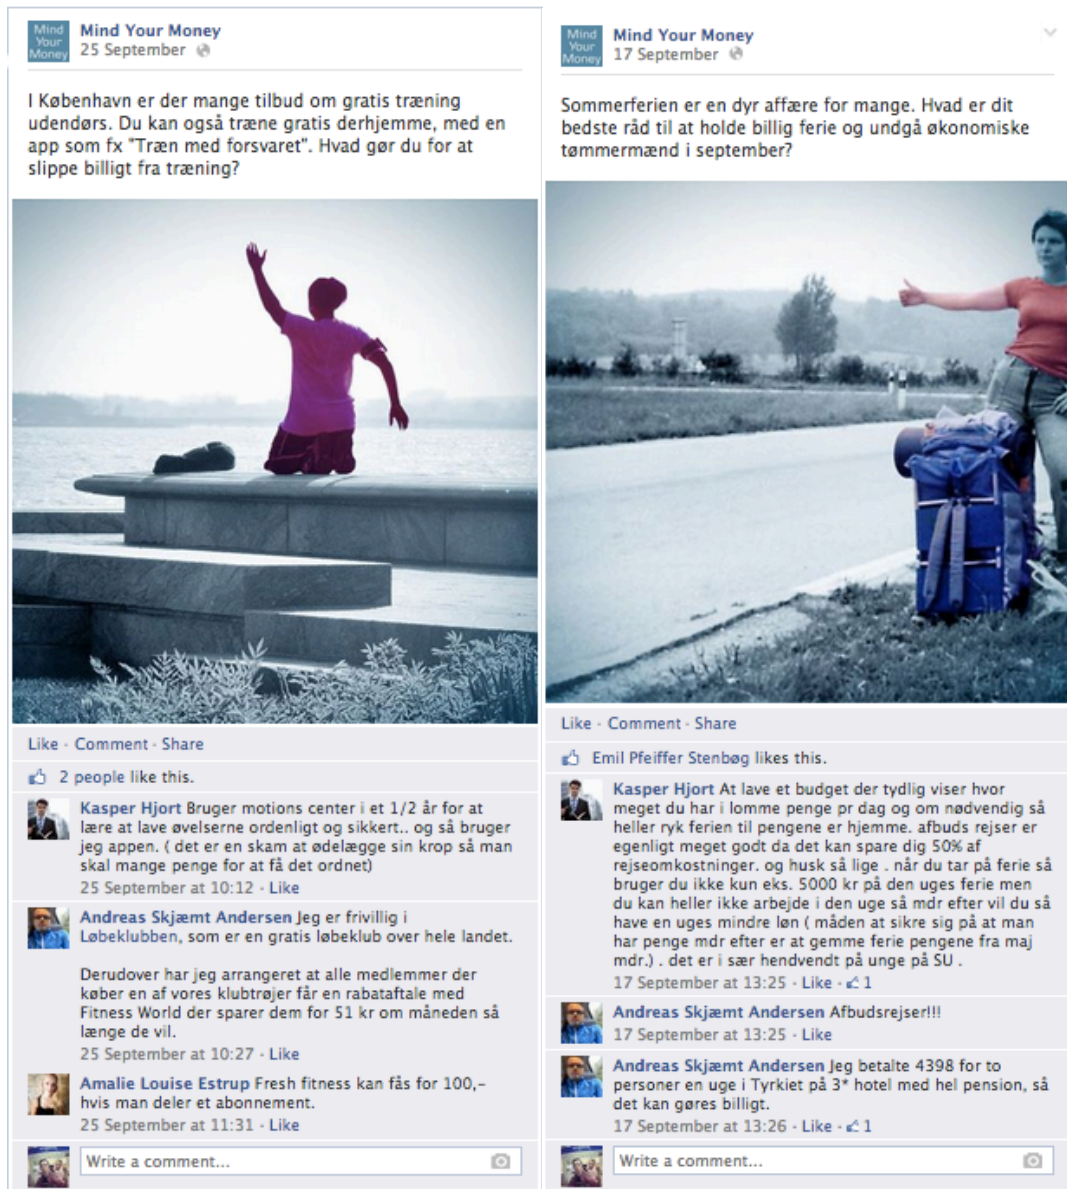 Mind
Your
Money
Mind Your Money
25 September
I København er der mange tilbud om gratis træning
udendørs. Du kan også træne gratis derhjemme, med en
app som fx "Træn med forsvaret". Hvad gør du for at
slippe billigt fra træning?
Like · Comment · Share
2 people like this.
Kasper Hjort Bruger motions center i et 1/2 år for at
lære at lave øvelserne ordenligt og sikkert.. og så bruger
jeg appen. ( det er en skam at ødelægge sin krop så man
skal mange penge for at få det ordnet)
25 September at 10:12 · Like
Andreas Skjæmt Andersen Jeg er frivillig i
Løbeklubben, som er en gratis løbeklub over hele landet.
Derudover har jeg arrangeret at alle medlemmer der
køber en af vores klubtrøjer får en rabataftale med
Fitness World der sparer dem for 51 kr om måneden så
længe de vil.
25 September at 10:27 · Like
Amalie Louise Estrup Fresh fitness kan fås for 100,-
hvis man deler et abonnement.
25 September at 11:31 · Like
Write a comment...
Mind
Your
Money
Mind Your Money
17 September
Sommerferien er en dyr affære for mange. Hvad er dit
bedste råd til at holde billig ferie og undgå økonomiske
tømmermænd i september?
Like · Comment · Share
Emil Pfeiffer Stenbøg likes this.
Kasper Hjort At lave et budget der tydlig viser hvor
meget du har i lomme penge pr dag og om nødvendig så
heller ryk ferien til pengene er hjemme. afbuds rejser er
egenligt meget godt da det kan spare dig 50% af
rejseomkostninger. og husk så lige . når du tar på ferie så
bruger du ikke kun eks. 5000 kr på den uges ferie men
du kan heller ikke arbejde i den uge så mdr efter vil du så
have en uges mindre løn ( måden at sikre sig på at man
har penge mdr efter er at gemme ferie pengene fra maj
mdr.) . det er i sær hendvendt på unge på SU .
17 September at 13:25 · Like · 1
Andreas Skjæmt Andersen Afbudsrejser!!!
17 September at 13:25 · Like
Andreas Skjæmt Andersen Jeg betalte 4398 for to
personer en uge i Tyrkiet på 3* hotel med hel pension, så
det kan gøres billigt.
17 September at 13:26 · Like · 1
Write a comment...